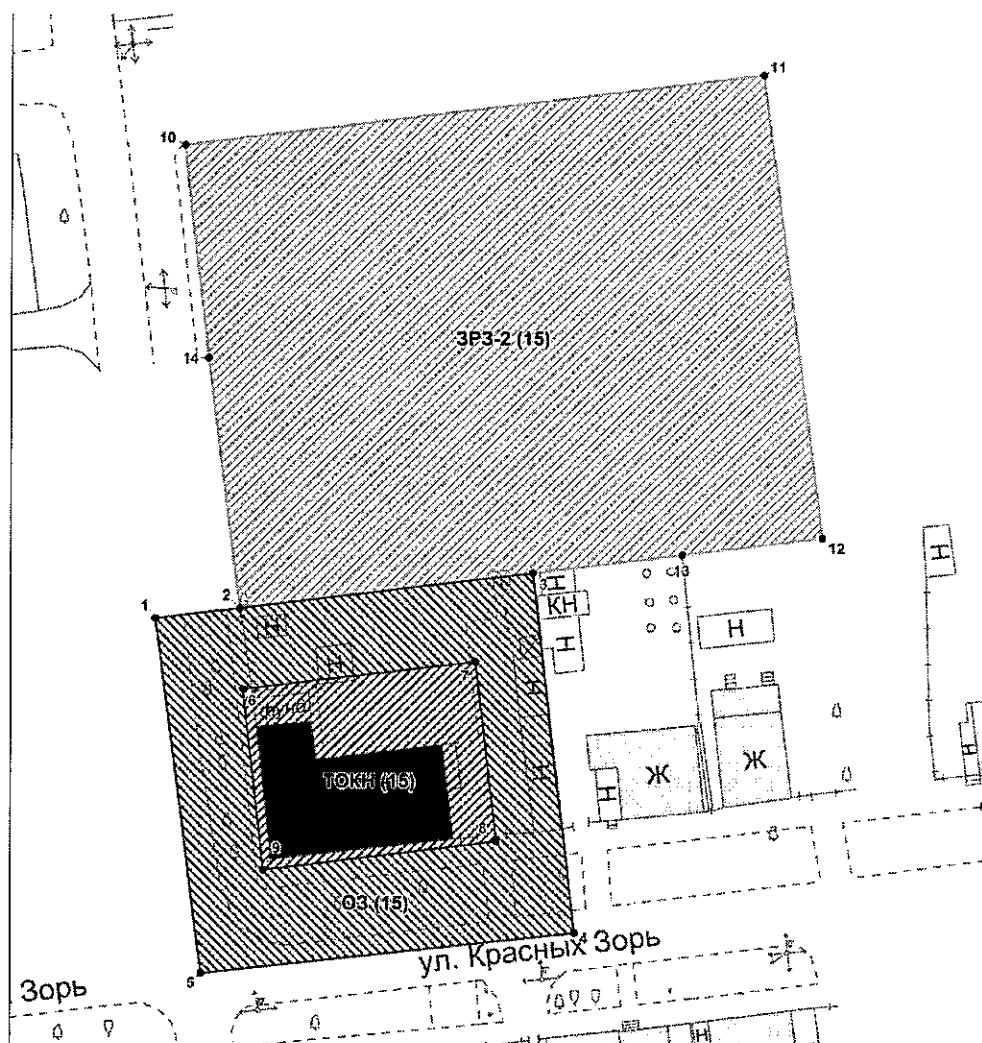 11
10
ЗРЗ-2 (15)
14
12
Н
13
3
Н
КН
2
1
Н
Н
Н
Н
7
6
Н
Ж
Ж
Н
ТОКН (15)
Н
Н
8
9
ОЗ (15)
4
ул. Красных Зорь
5
Зорь
Н
Н